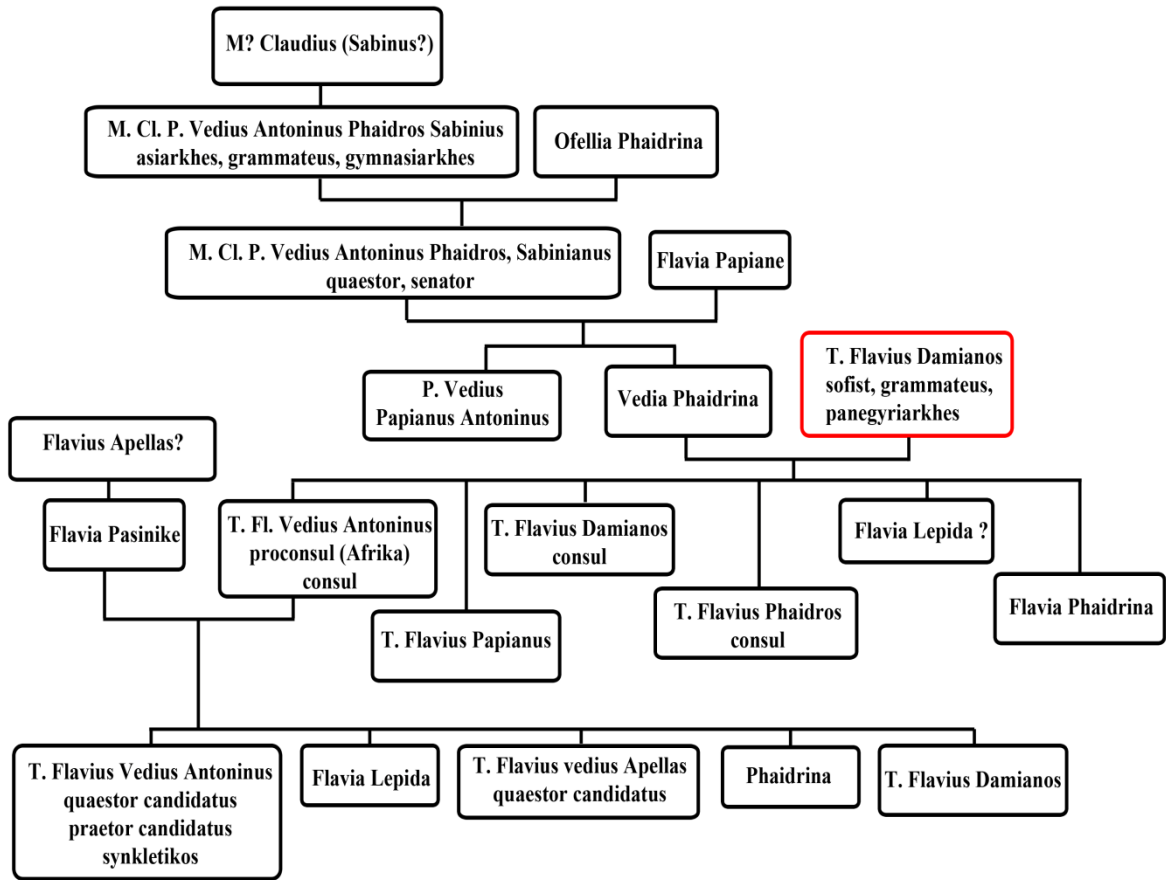 M? Claudius (Sabinus?)
M. Cl. P. Vedius Antoninus Phaidros Sabinius
asiarkhes, grammateus, gymnasiarkhes
Ofellia Phaidrina
M. Cl. P. Vedius Antoninus Phaidros, Sabinianus
quaestor, senator
Flavia Papiane
P. Vedius
Papianus Antoninus
Vedia Phaidrina
T. Flavius Damianos
sofist, grammateus,
panegyriarkhes
Flavius Apellas?
Flavia Pasinike
T. Fl. Vedius Antoninus
proconsul (Afrika)
consul
T. Flavius Papianus
T. Flavius Damianos
consul
T. Flavius Phaidros
consul
Flavia Lepida ?
Flavia Phaidrina
T. Flavius Vedius Antoninus
quaestor candidatus
praetor candidatus
synkletikos
Flavia Lepida
T. Flavius vedius Apellas
quaestor candidatus
Phaidrina
T. Flavius Damianos